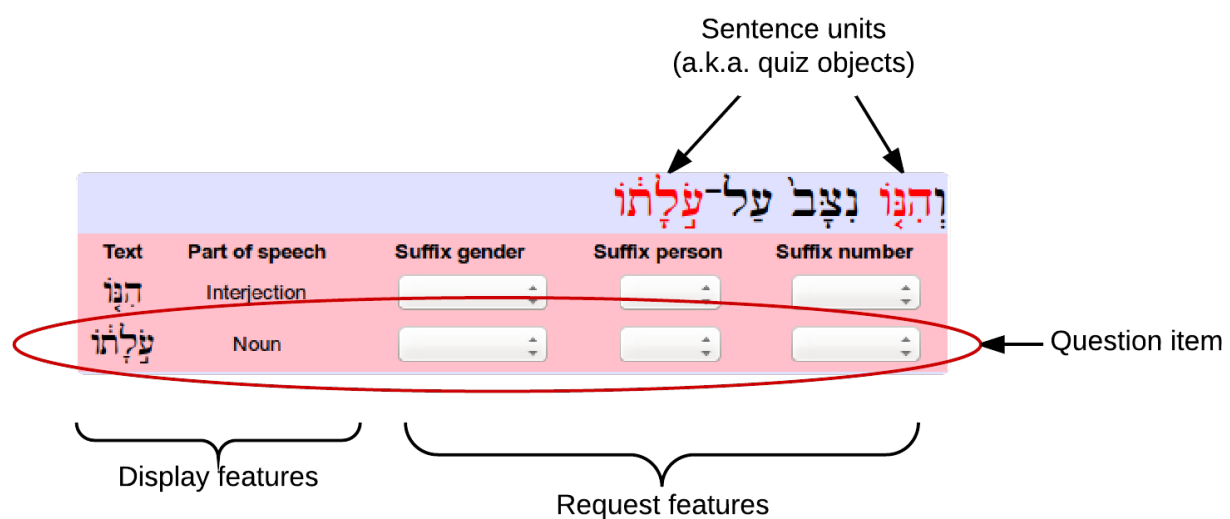 Sentence units
(a.k.a. quiz objects)
וְהִנּ֤וֹ נִצָּב֙ עַל־עֹ֣לָת֔וֹ
Text Part of speech Suffix gender Suffix person Suffix number
הִנּ֤וֹ Interjection
עֹ֣לָת֔וֹ Noun
Question item
Display features
Request features